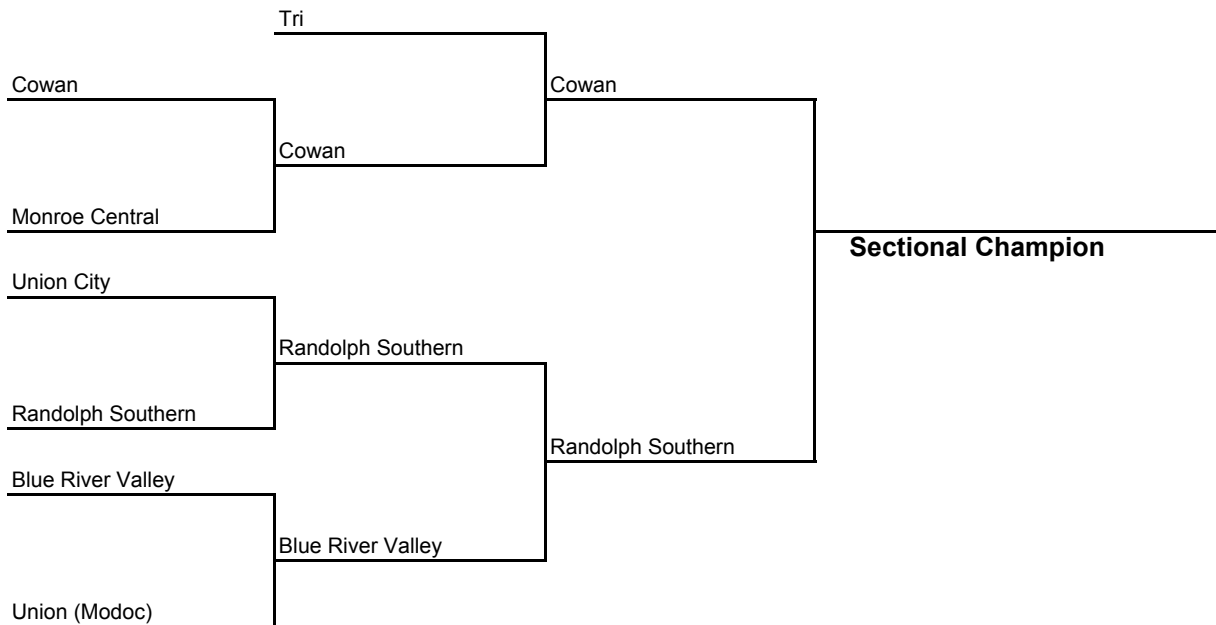 Tri
Cowan
Cowan
Cowan
Monroe Central
Sectional Champion
Union City
Randolph Southern
Randolph Southern
Randolph Southern
Blue River Valley
Blue River Valley
Union (Modoc)